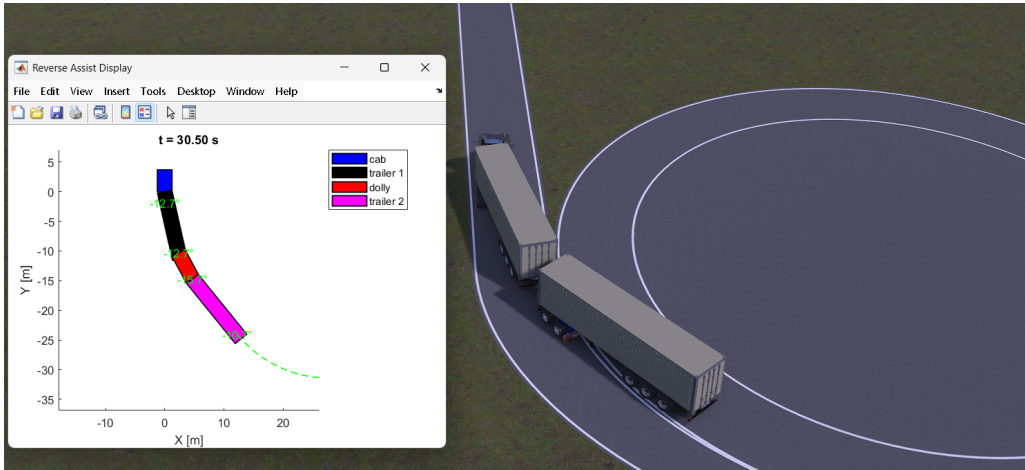 Reverse Assist Display
File Edit View Insert Tools Desktop Window Help
t = 30.50 s
cab
trailer 1
dolly
trailer 2
5
0
-5
-10
-15
-20
-25
-30
-35
Y [m]
-12.7°
-10
0
10
20
X [m]